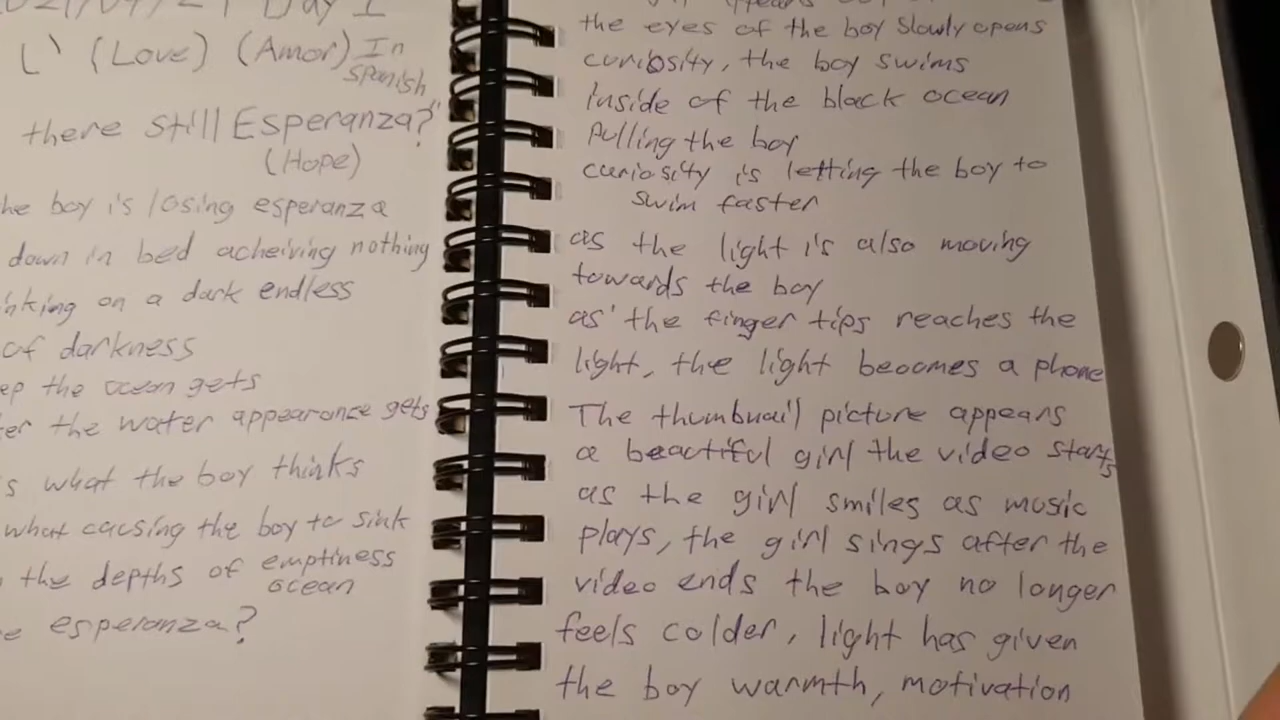 Day 1
(Love) (Amor) In
Spanish
there still Esperanza?"
(Hope)
boy is losing esperanza
down in bed acheiving nothing
on a dark endless
of darkness
the ocean gets
the water appearance gets
what the boy thinks
what causing the boy to sink
the depths of emptiness
ocean
esperanza?
the eyes of the boy slowly opens
curiosity, the boy swims
inside of the black ocean
Pulling the boy
curiosity is letting the boy to
swim faster
as the light is also moving
towards the boy
as the finger tips reaches the
light, the light becomes a phone
The thumbnail picture appears
a beautiful girl the video starts
as the girl smiles as music
plays, the girl sings after the
video ends the boy no longer
feels colder, light has given
the boy warmth, motivation